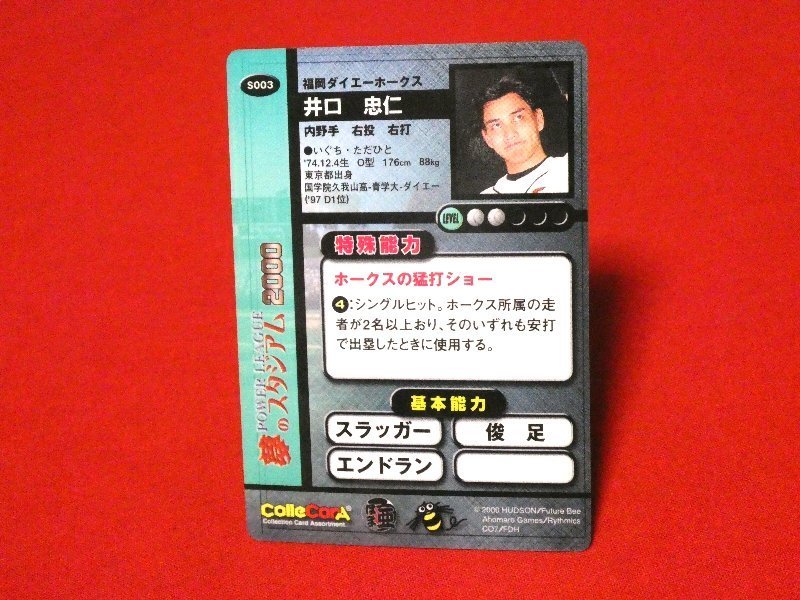 S003
福岡ダイエーホークス
井口 忠仁
内野手 右投 右打
●いぐち・ただひと
'74.12.4生 O型 176cm 88kg
東京都出身
国学院久我山高-青学大-ダイエー
('97 D1位)
LEVEL
特殊能力
ホークスの猛打ショー
4:シングルヒット。ホークス所属の走
者が2名以上おり、そのいずれも安打
で出塁したときに使用する。
基本能力
スラッガー
俊 足
エンドラン
POWER LEAGUE
拳のスタジアム 2000
ColleCarA
Collection Card Assortment
© 2000 HUDSON/Future Bee
Ahomaro Games/Rythmics
CO7/FDH